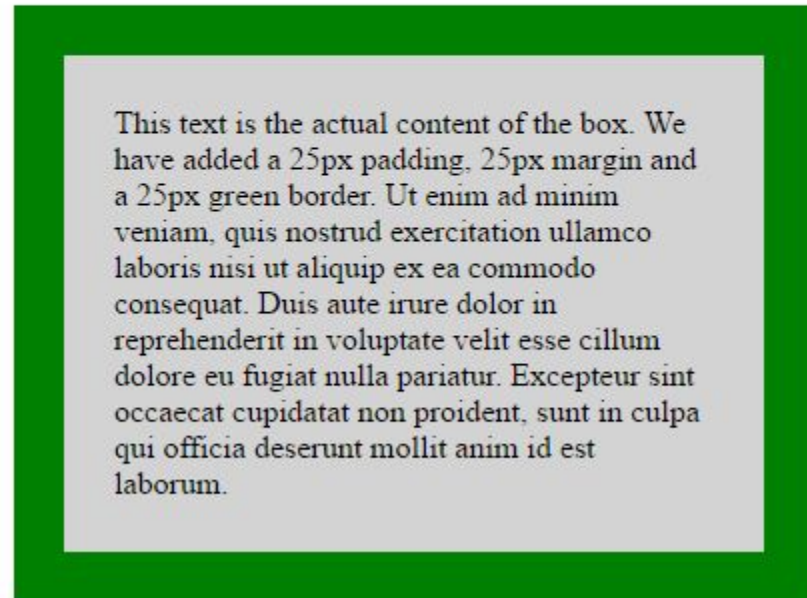 This text is the actual content of the box. We
have added a 25px padding, 25px margin and
a 25px green border. Ut enim ad minim
veniam, quis nostrud exercitation ullamco
laboris nisi ut aliquip ex ea commodo
consequat. Duis aute irure dolor in
reprehenderit in voluptate velit esse cillum
dolore eu fugiat nulla pariatur. Excepteur sint
occaecat cupidatat non proident, sunt in culpa
qui officia deserunt mollit anim id est
laborum.